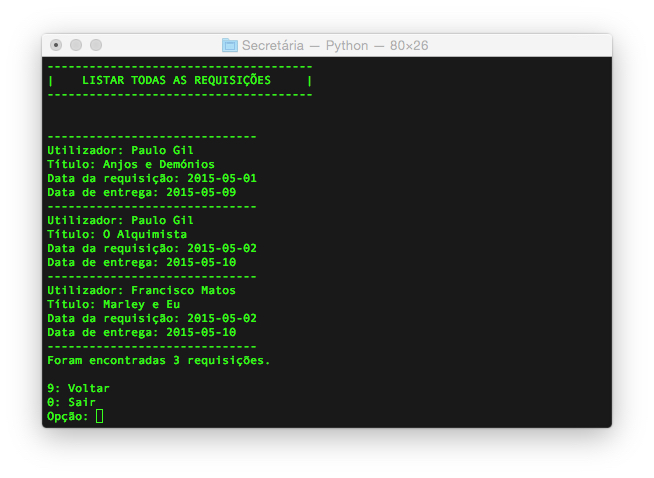 Secretária — Python — 80×26
--------------------------------------
|    LISTAR TODAS AS REQUISIÇÕES     |
--------------------------------------
------------------------------
Utilizador: Paulo Gil
Título: Anjos e Demónios
Data da requisição: 2015-05-01
Data de entrega: 2015-05-09
------------------------------
Utilizador: Paulo Gil
Título: O Alquimista
Data da requisição: 2015-05-02
Data de entrega: 2015-05-10
------------------------------
Utilizador: Francisco Matos
Título: Marley e Eu
Data da requisição: 2015-05-02
Data de entrega: 2015-05-10
------------------------------
Foram encontradas 3 requisições.
9: Voltar
0: Sair
Opção: